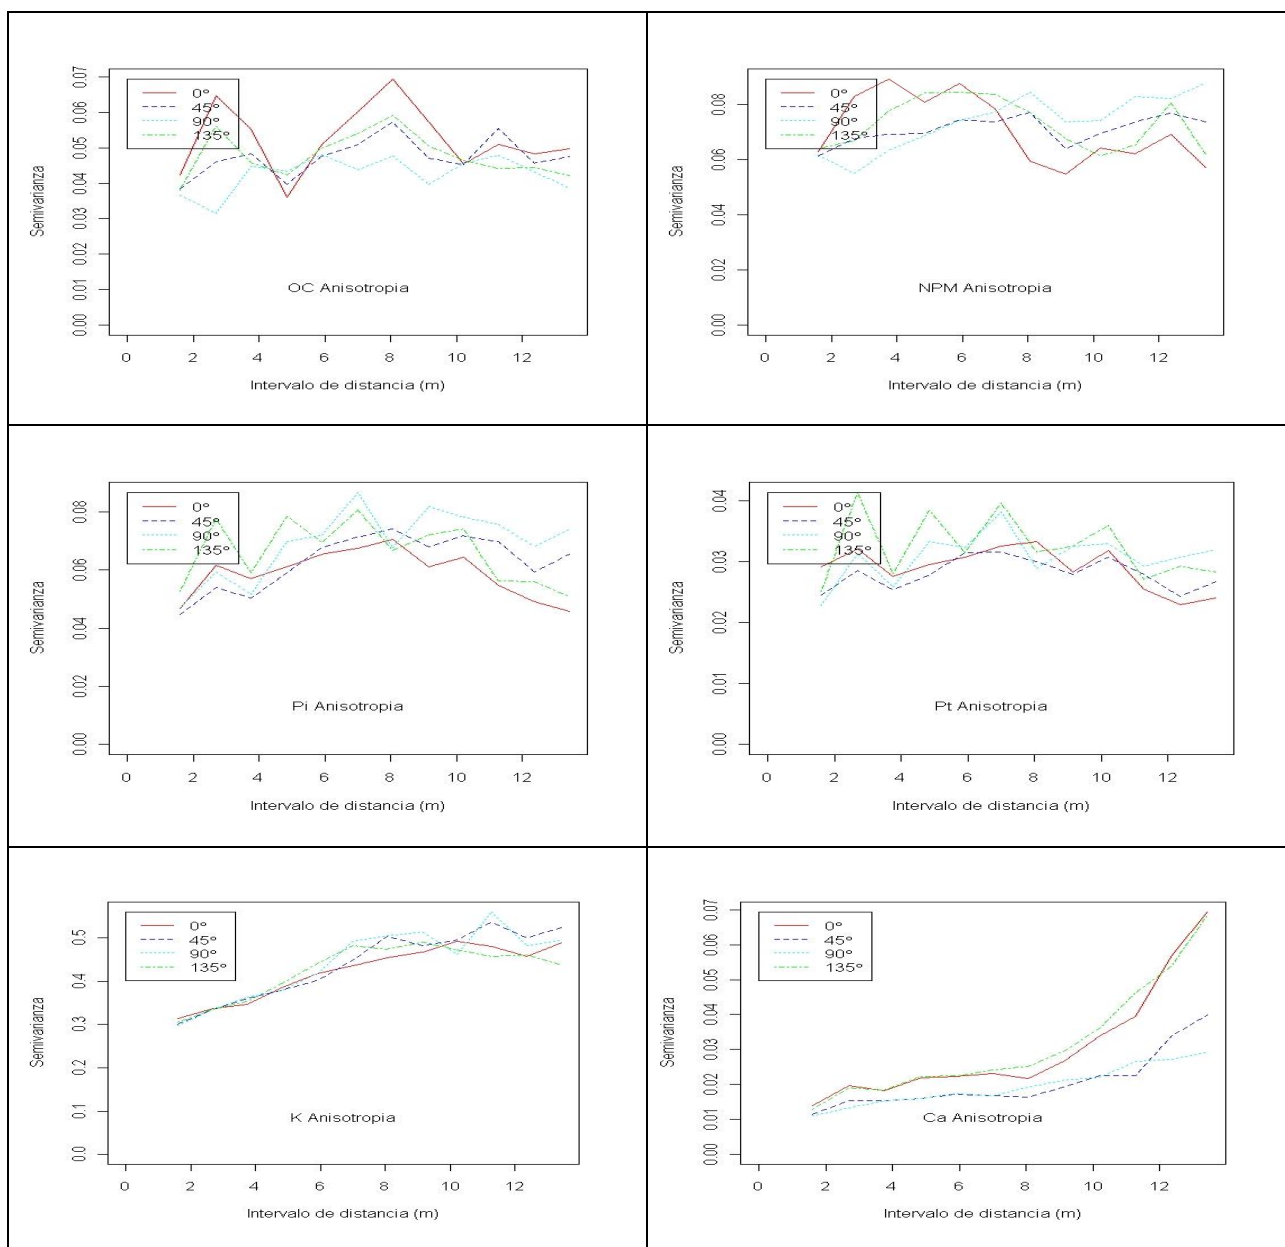 0°
45°
90°
135°
Semivarianza
0.00 0.01 0.02 0.03 0.04 0.05 0.06 0.07
OC Anisotropia
0 2 4 6 8 10 12
Intervalo de distancia (m)
0°
45°
90°
135°
Semivarianza
0.00 0.02 0.04 0.06 0.08
NPM Anisotropia
0 2 4 6 8 10 12
Intervalo de distancia (m)
0°
45°
90°
135°
Semivarianza
0.00 0.02 0.04 0.06 0.08
Pi Anisotropia
0 2 4 6 8 10 12
Intervalo de distancia (m)
0°
45°
90°
135°
Semivarianza
0.00 0.01 0.02 0.03 0.04
Pt Anisotropia
0 2 4 6 8 10 12
Intervalo de distancia (m)
0°
45°
90°
135°
Semivarianza
0.0 0.1 0.2 0.3 0.4 0.5
K Anisotropia
0 2 4 6 8 10 12
Intervalo de distancia (m)
0°
45°
90°
135°
Semivarianza
0.00 0.01 0.02 0.03 0.04 0.05 0.06 0.07
Ca Anisotropia
0 2 4 6 8 10 12
Intervalo de distancia (m)